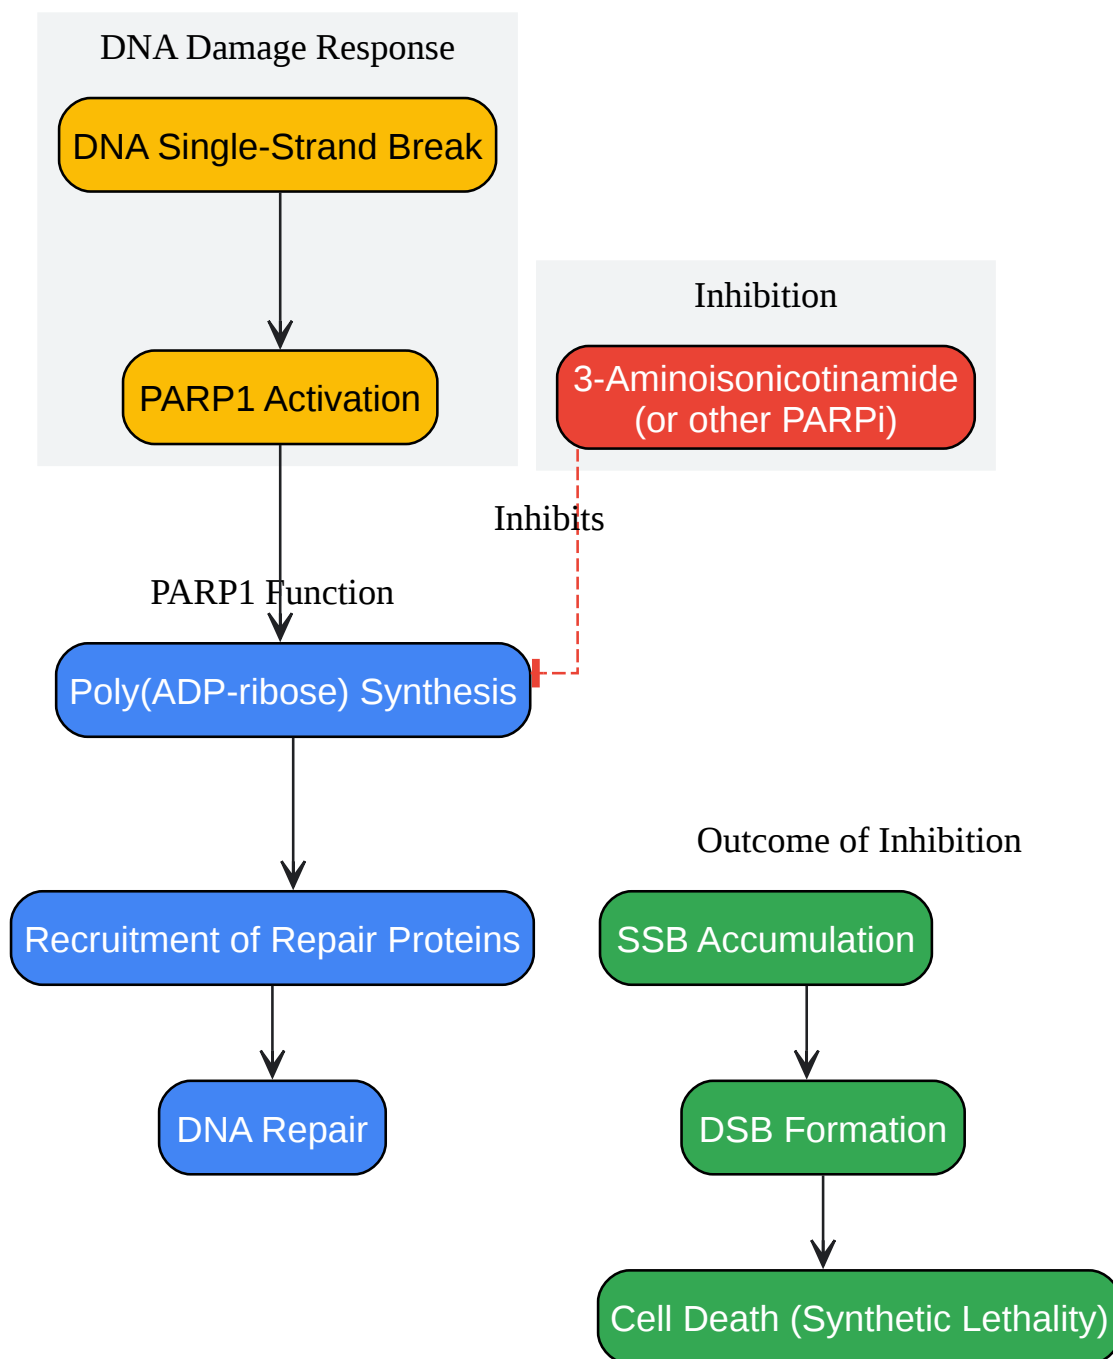 DNA Damage Response
DNA Single-Strand Break
Inhibition
3-Aminoisonicotinamide
(or other PARPi)
PARP1 Activation
Inhibits
PARP1 Function
Poly(ADP-ribose) Synthesis
Outcome of Inhibition
Recruitment of Repair Proteins
SSB Accumulation
DNA Repair
DSB Formation
Cell Death (Synthetic Lethality)